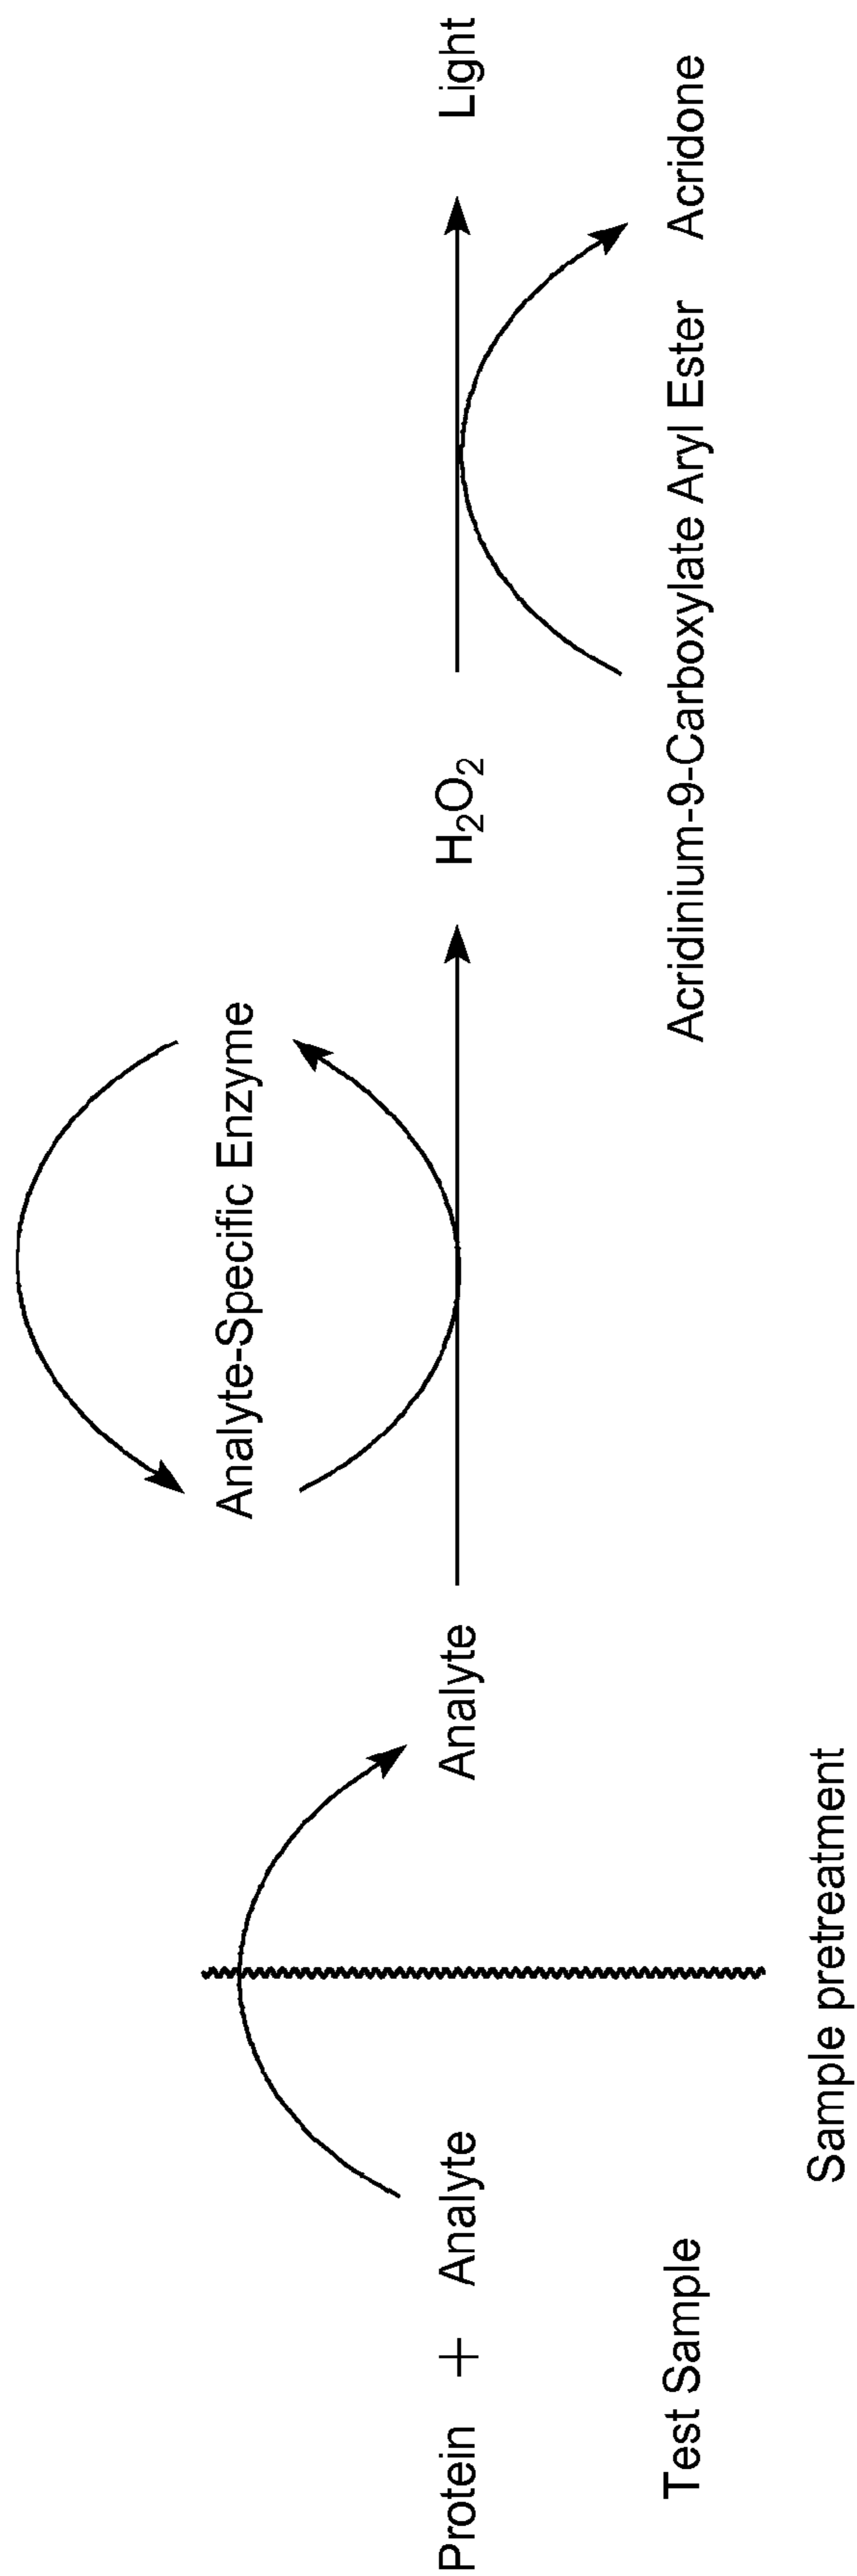 Analyte-Specific Enzyme
Protein + Analyte
Analyte
H₂O₂
Light
Test Sample
Acridinium-9-Carboxylate Aryl Ester
Acridone
Sample pretreatment